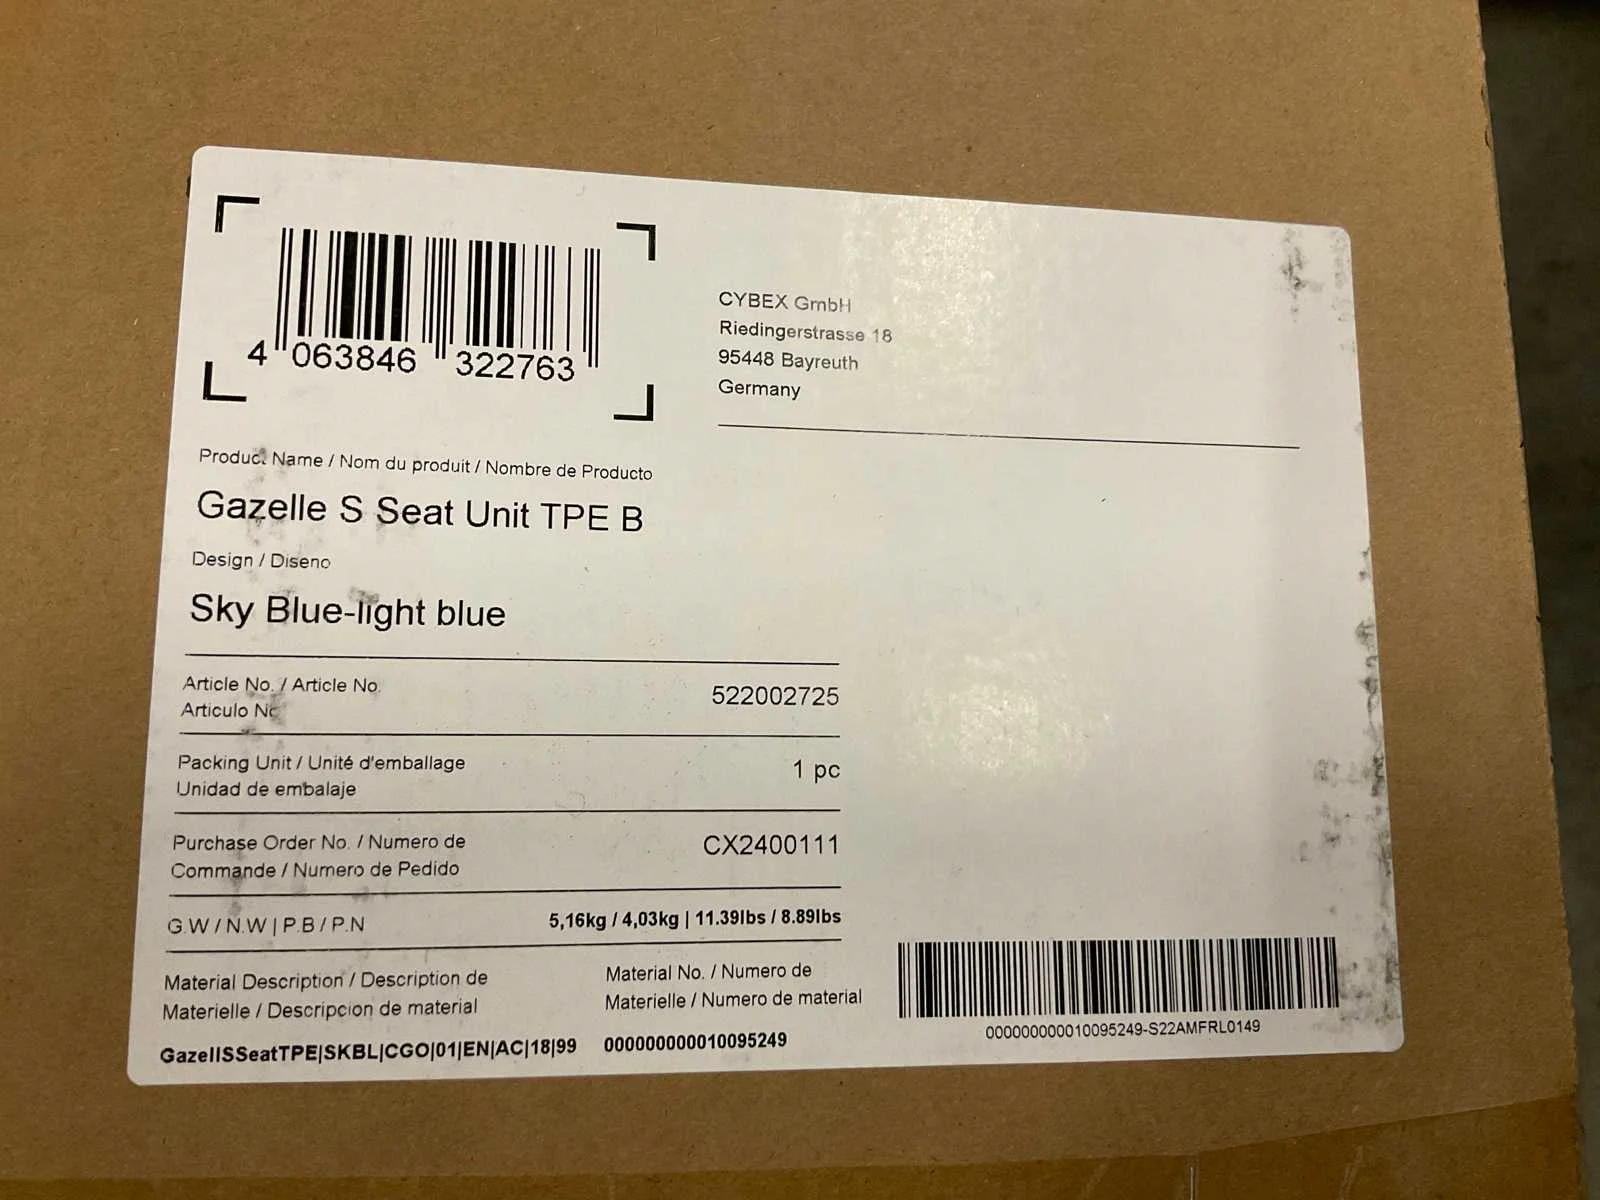 4 063846 322763
CYBEX GmbH
Riedingerstrasse 18
95448 Bayreuth
Germany
Product Name / Nom du produit / Nombre de Producto
Gazelle S Seat Unit TPE B
Design / Diseno
Sky Blue-light blue
Article No. / Article No.
Articulo No
522002725
Packing Unit / Unité d'emballage
Unidad de embalaje
1 pc
Purchase Order No. / Numero de
Commande / Numero de Pedido
CX2400111
G.W / N.W | P.B / P.N
5,16kg / 4,03kg | 11.39lbs / 8.89lbs
Material Description / Description de
Materielle / Descripcion de material
GazellSSeatTPE|SKBL|CGO|01|EN|AC|18|99
Material No. / Numero de
Materielle / Numero de material
000000000010095249
000000000010095249-S22AMFRL0149